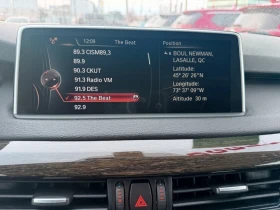 12:09 The Best
89.3 CISM89,3
89.9
90.3 CKUT
91.3 Radio VM
91.9 DES
92.5 The Beat
92.9
Position
BOUL NEWMAN,
LASALLE, QC
Latitude:
45° 26' 26"N
Longitude:
73° 37' 08"W
Altitude 30 m